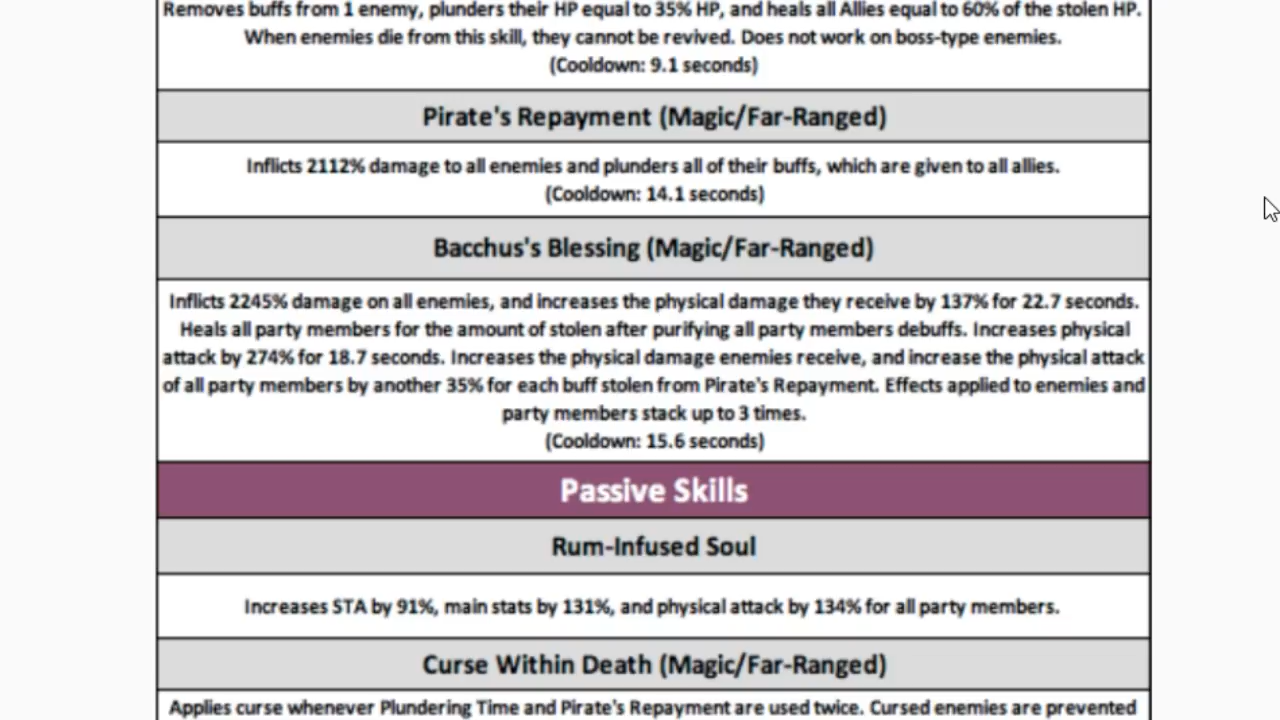 Removes buffs from 1 enemy, plunders their HP equal to 35% HP, and heals all Allies equal to 60% of the stolen HP.
When enemies die from this skill, they cannot be revived. Does not work on boss-type enemies.
(Cooldown: 9.1 seconds)
Pirate's Repayment (Magic/Far-Ranged)
Inflicts 2112% damage to all enemies and plunders all of their buffs, which are given to all allies.
(Cooldown: 14.1 seconds)
Bacchus's Blessing (Magic/Far-Ranged)
Inflicts 2245% damage on all enemies, and increases the physical damage they receive by 137% for 22.7 seconds.
Heals all party members for the amount of stolen after purifying all party members debuffs. Increases physical
attack by 274% for 18.7 seconds. Increases the physical damage enemies receive, and increase the physical attack
of all party members by another 35% for each buff stolen from Pirate's Repayment. Effects applied to enemies and
party members stack up to 3 times.
(Cooldown: 15.6 seconds)
Passive Skills
Rum-Infused Soul
Increases STA by 91%, main stats by 131%, and physical attack by 134% for all party members.
Curse Within Death (Magic/Far-Ranged)
Applies curse whenever Plundering Time and Pirate's Repayment are used twice. Cursed enemies are prevented